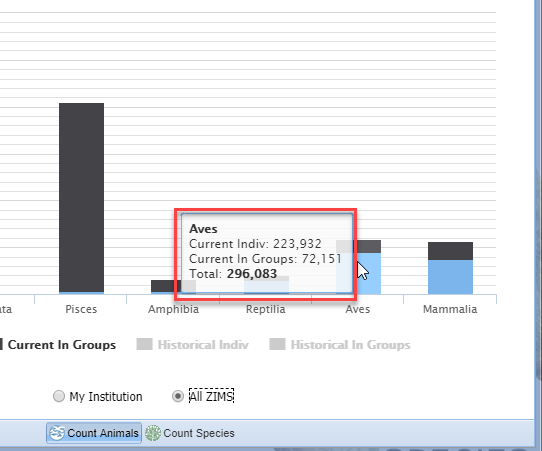 Aves
Current Indiv: 223,932
Current In Groups: 72,151
Total: 296,083
ata Pisces Amphibia Reptilia Aves Mammalia
Current In Groups Historical Indiv Historical In Groups
My Institution All ZIMS
Count Animals Count Species